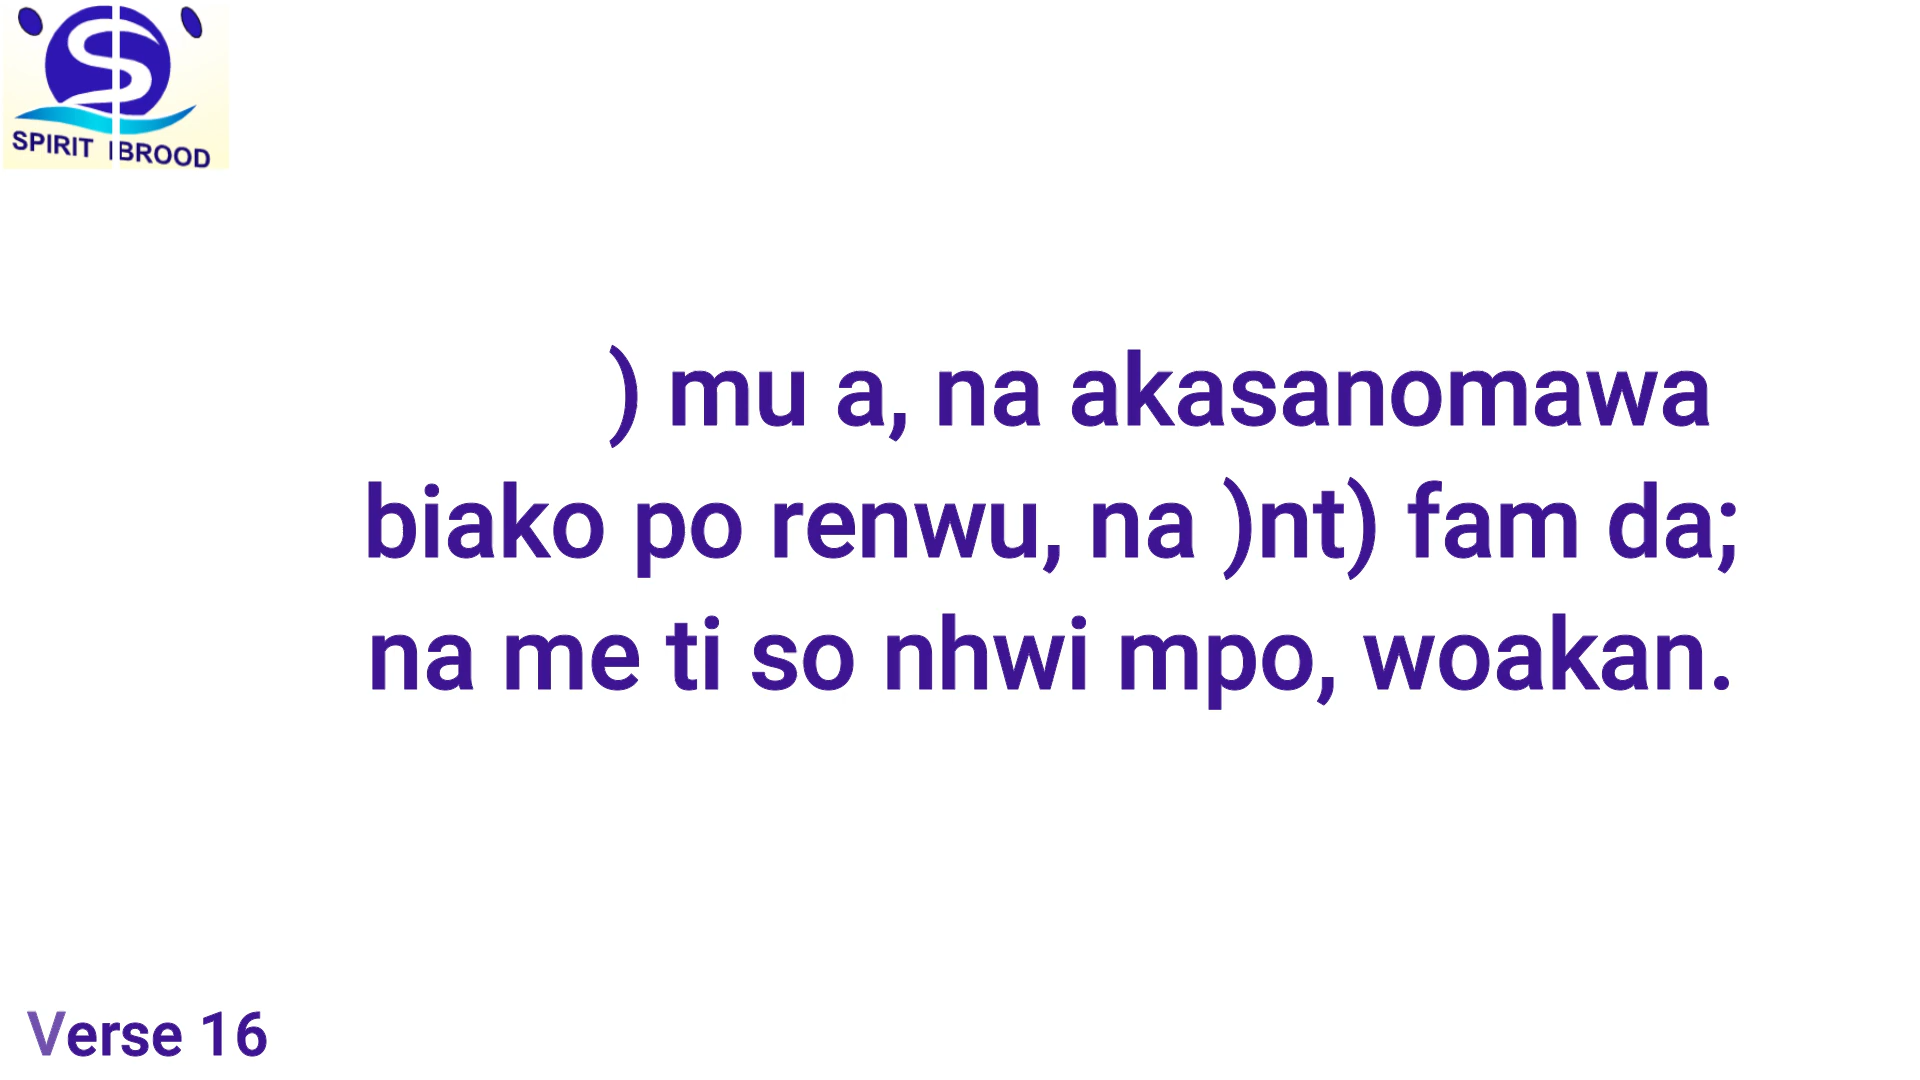 SPIRIT BROOD
) mu a, na akasanomawa
biako po renwu, na )nt) fam da;
na me ti so nhwi mpo, woakan.
Verse 16